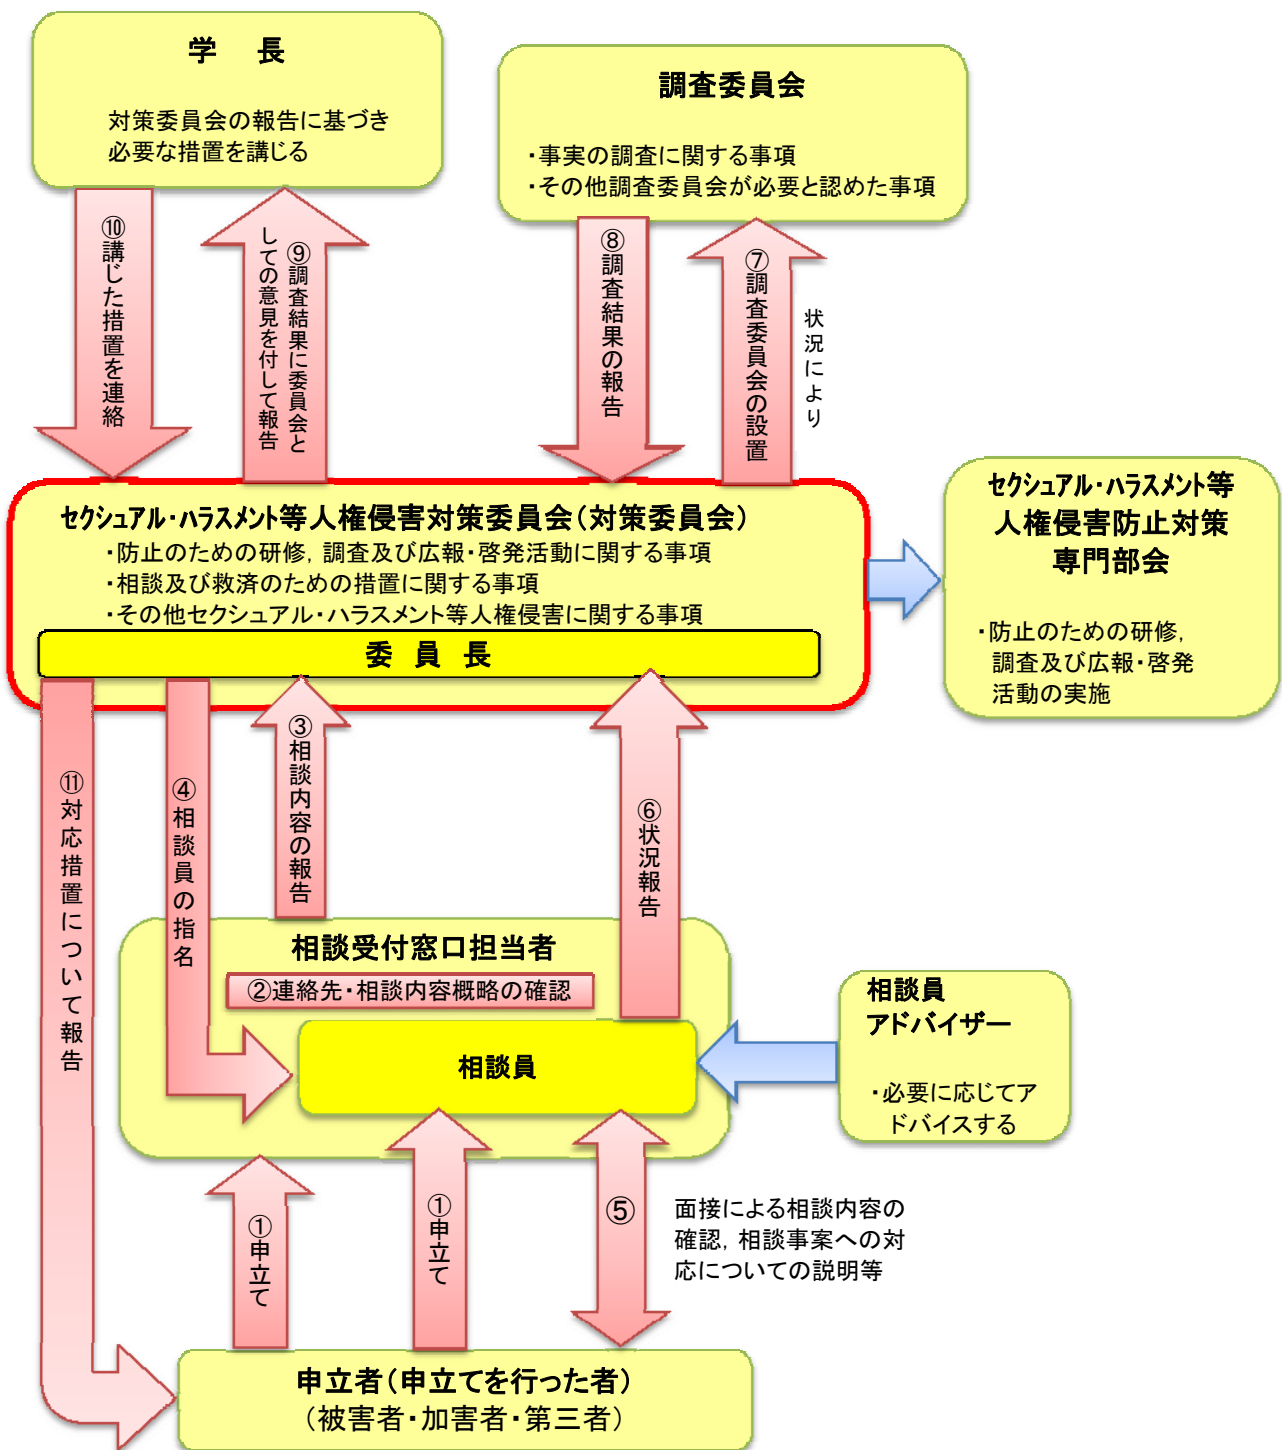 学　長
対策委員会の報告に基づき
必要な措置を講じる
調査委員会
・事実の調査に関する事項
・その他調査委員会が必要と認めた事項
⑩講じた措置を連絡
⑨調査結果に委員会と
しての意見を付して報告
⑧調査結果の報告
⑦調査委員会の設置
状況により
セクシュアル・ハラスメント等人権侵害対策委員会（対策委員会）
・防止のための研修，調査及び広報・啓発活動に関する事項
・相談及び救済のための措置に関する事項
・その他セクシュアル・ハラスメント等人権侵害に関する事項
委　員　長
セクシュアル・ハラスメント等
人権侵害防止対策
専門部会
・防止のための研修，
調査及び広報・啓発
活動の実施
⑪対応措置について報告
④相談員の指名
③相談内容の報告
⑥状況報告
相談受付窓口担当者
②連絡先・相談内容概略の確認
相談員
相談員
アドバイザー
・必要に応じてア
ドバイスする
①申立て
①申立て
⑤
面接による相談内容の
確認，相談事案への対
応についての説明等
申立者（申立てを行った者）
（被害者・加害者・第三者）